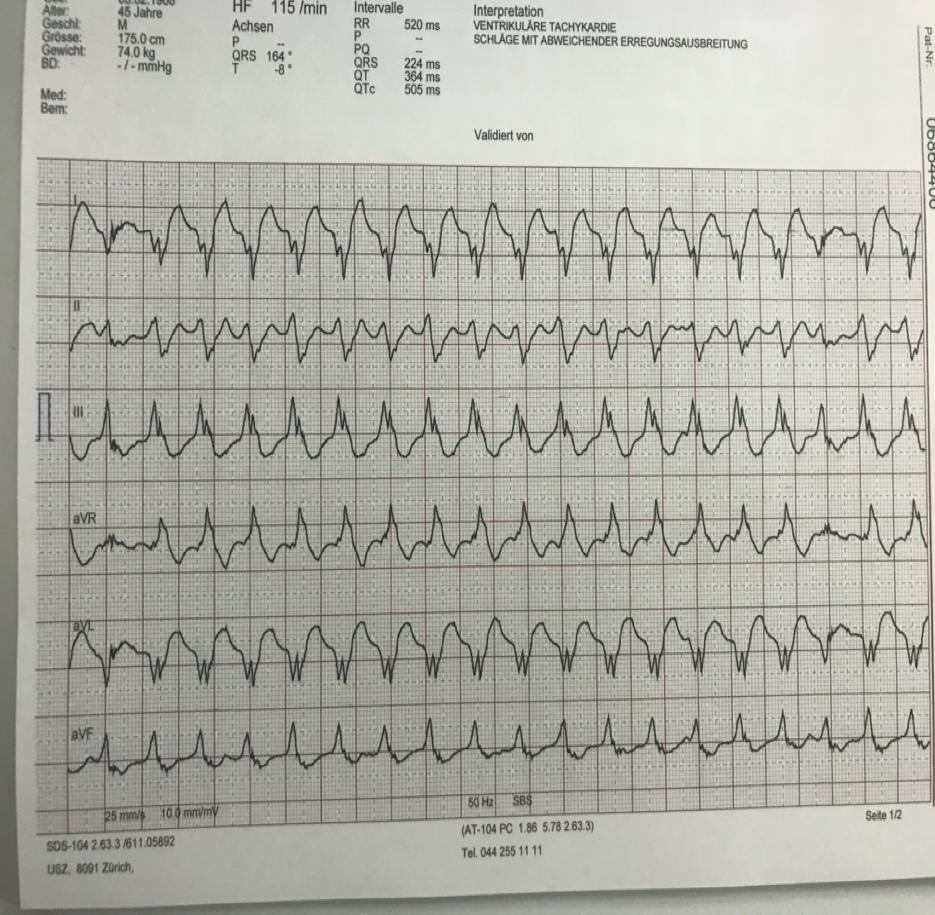 Alter: 45 Jahre
Geschl: M
Grösse: 175.0 cm
Gewicht: 74.0 kg
BD: - / - mmHg
Med:
Bem:
HF 115 /min
Achsen
P --
QRS 164 °
T -8 °
Intervalle
RR 520 ms
P --
PQ --
QRS 224 ms
QT 364 ms
QTc 505 ms
Interpretation
VENTRIKULÄRE TACHYKARDIE
SCHLÄGE MIT ABWEICHENDER ERREGUNGSAUSBREITUNG
Validiert von
Pat-Nr.
I
II
III
aVR
aVL
aVF
25 mm/s 10.0 mm/mV
50 Hz SBS
SDS-104 2.63.3 /611.05892
(AT-104 PC 1.86 5.78 2.63.3)
Seite 1/2
USZ, 8091 Zürich,
Tel. 044 255 11 11